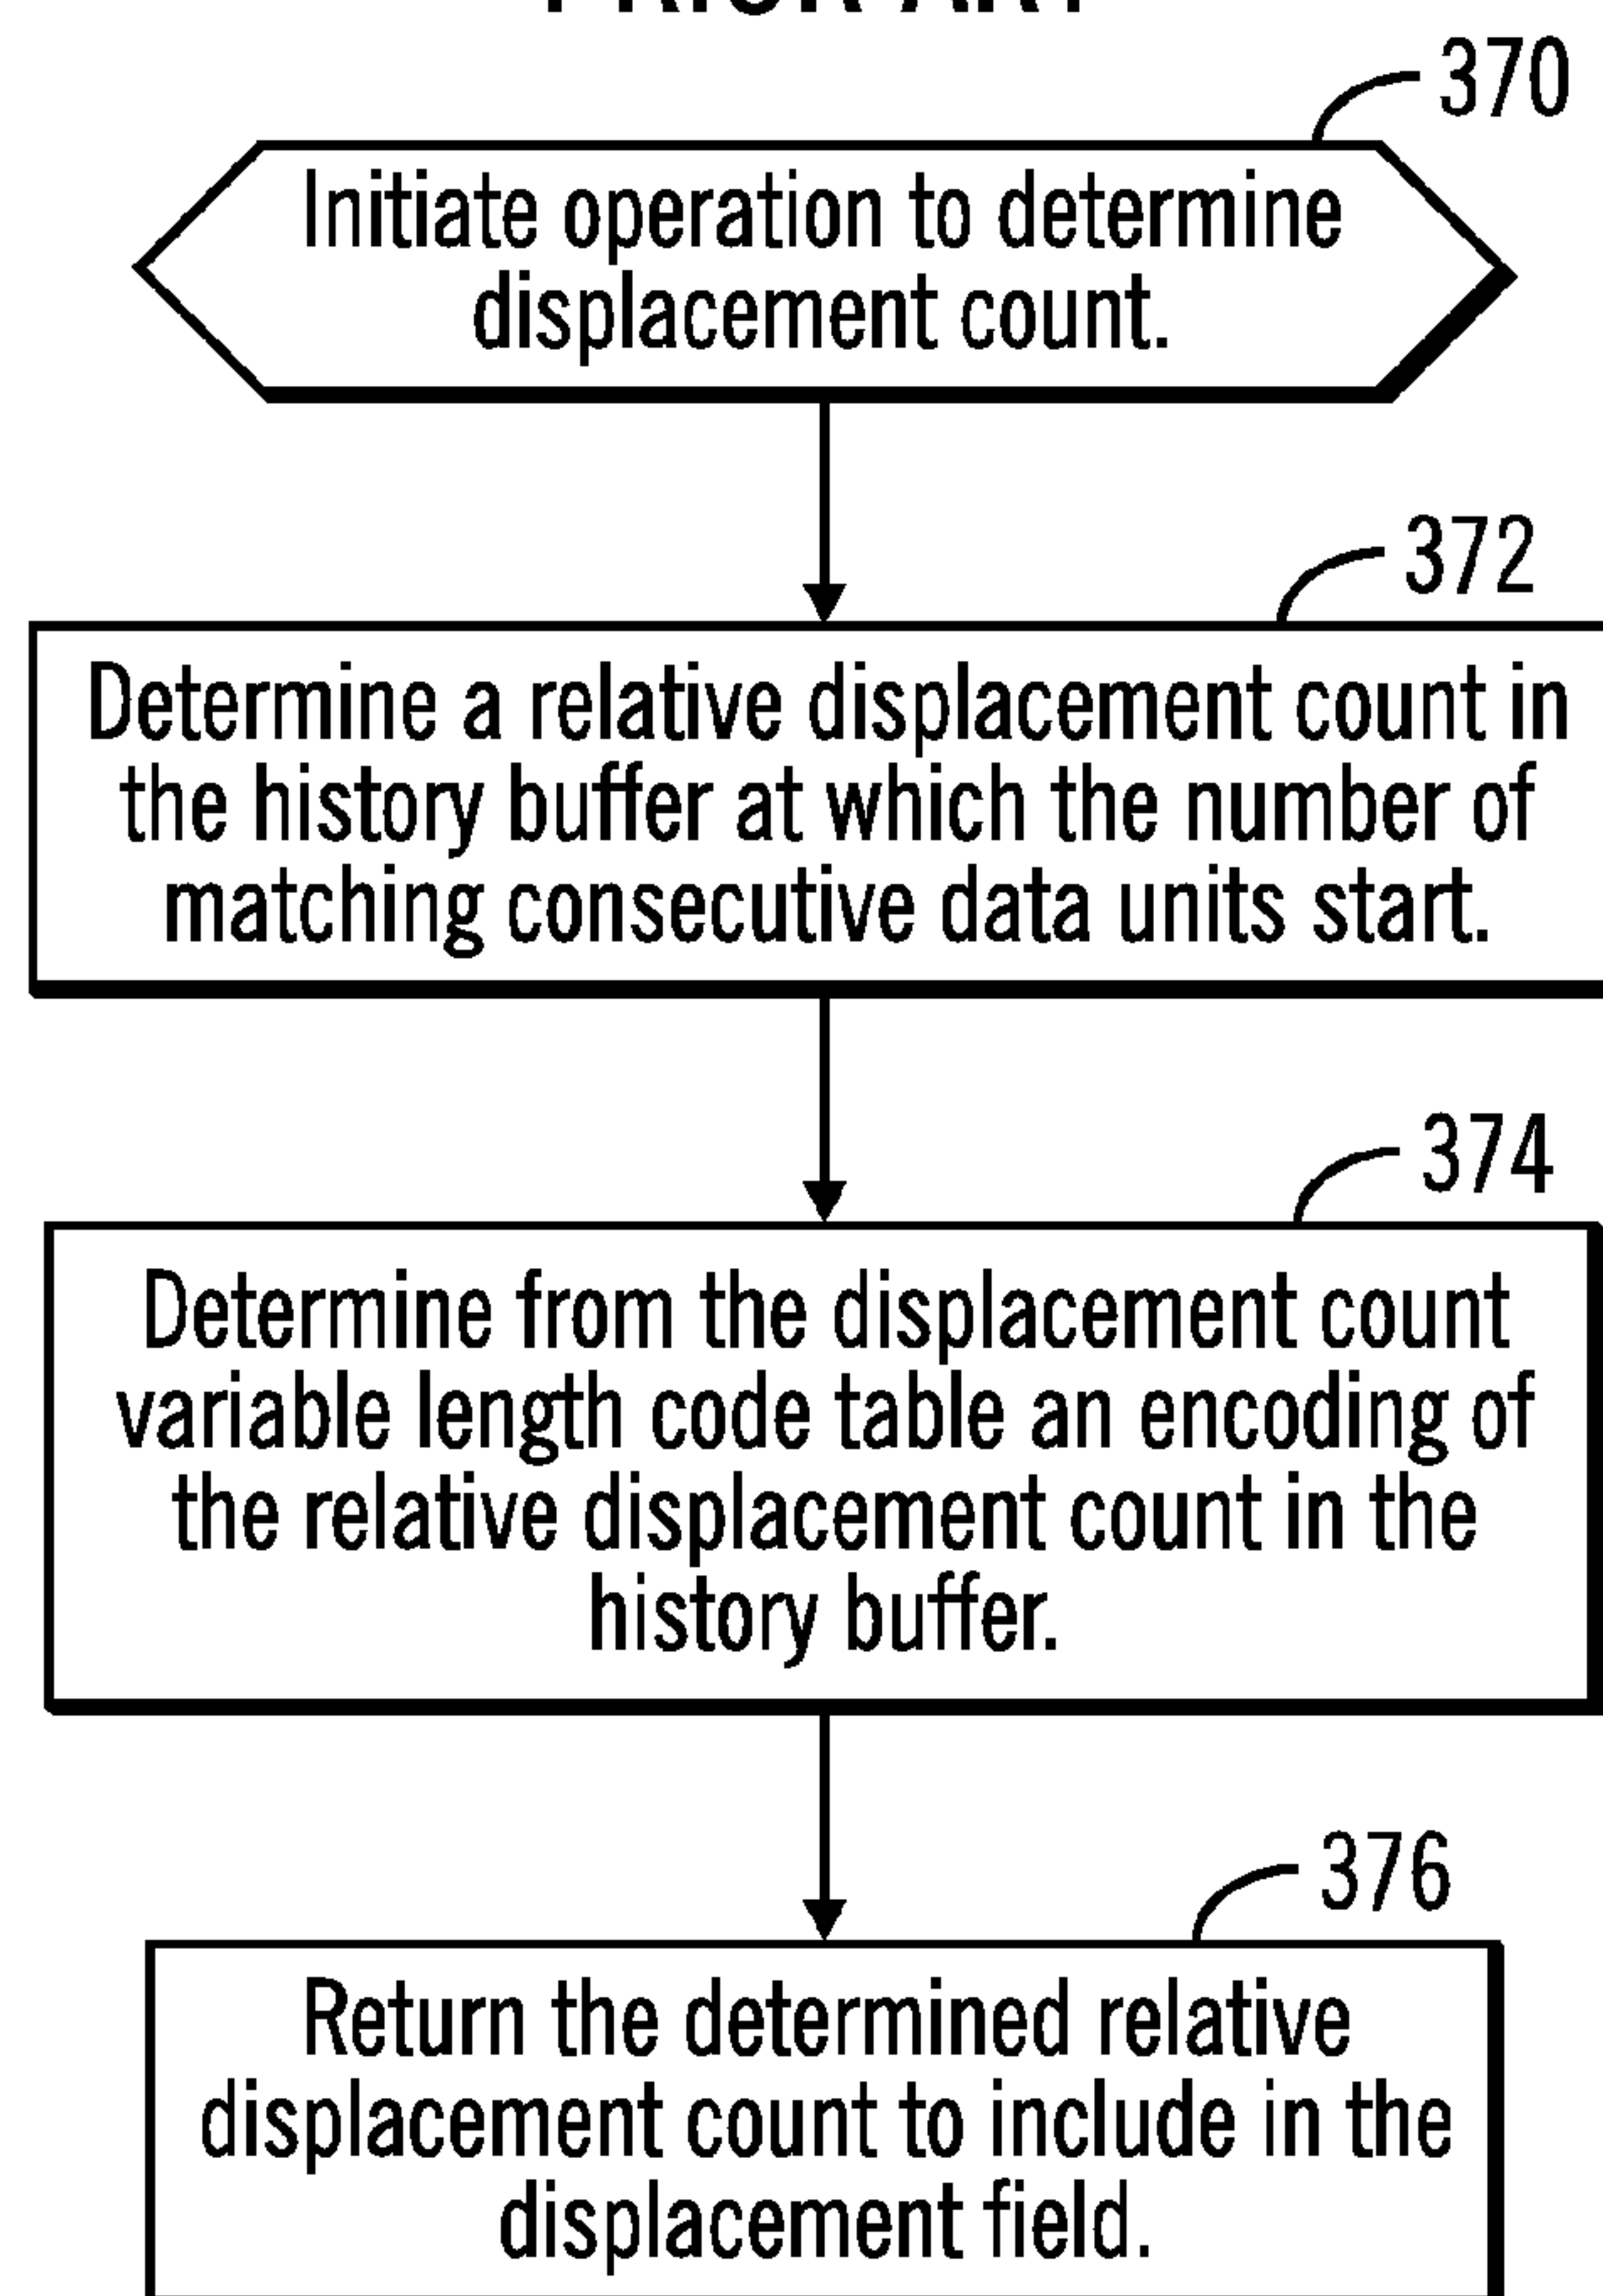 PRIOR ART
370
Initiate operation to determine
displacement count.
372
Determine a relative displacement count in
the history buffer at which the number of
matching consecutive data units start.
374
Determine from the displacement count
variable length code table an encoding of
the relative displacement count in the
history buffer.
376
Return the determined relative
displacement count to include in the
displacement field.